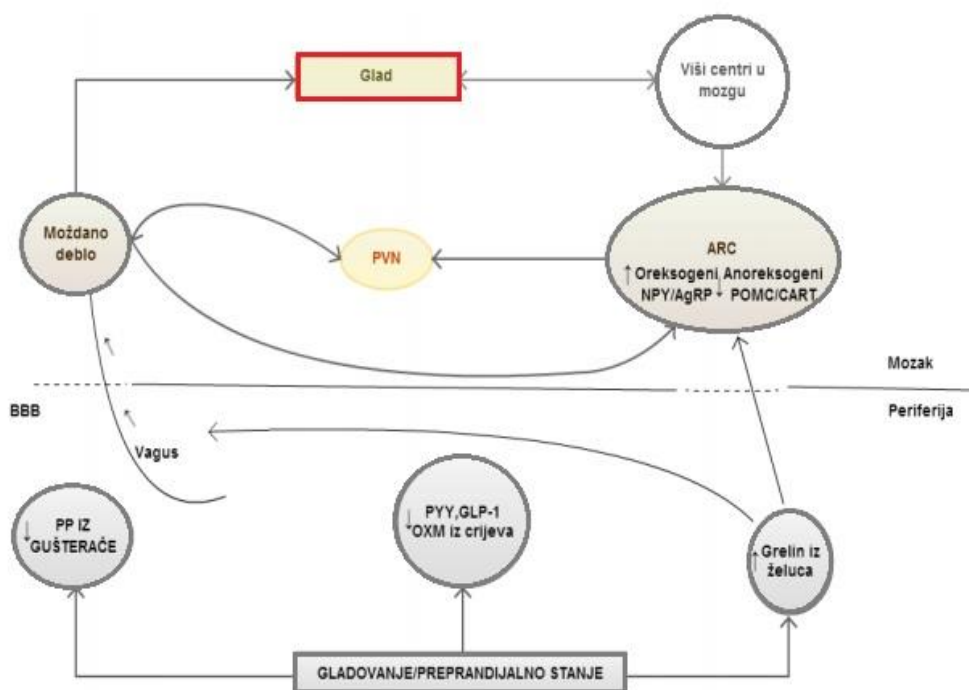 Glad
Viši centri u
mozgu
Moždano
deblo
PVN
ARC
↑ Oreksogeni ↓ Anoreksogeni
NPY/AgRP POMC/CART
Mozak
BBB
Periferija
Vagus
↓ PP IZ
GUŠTERAČE
↓ PYY,GLP-1
OXM iz crijeva
↑ Grelin iz
želuca
GLADOVANJE/PREPRANDIJALNO STANJE